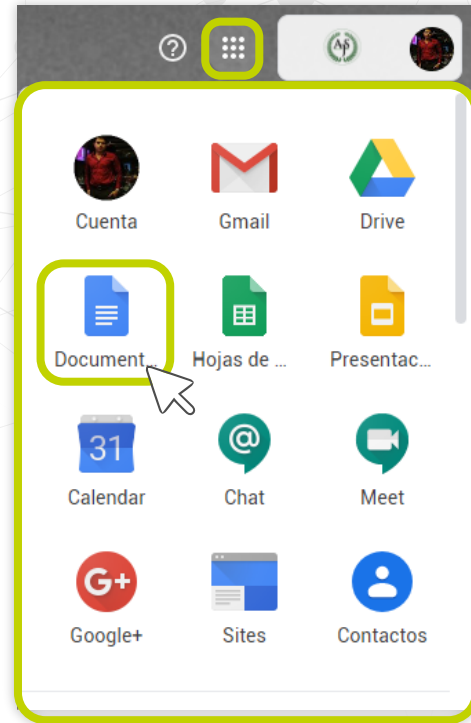 Cuenta Gmail Drive
Document... Hojas de ... Presentac...
31
Calendar Chat Meet
G+
Google+ Sites Contactos